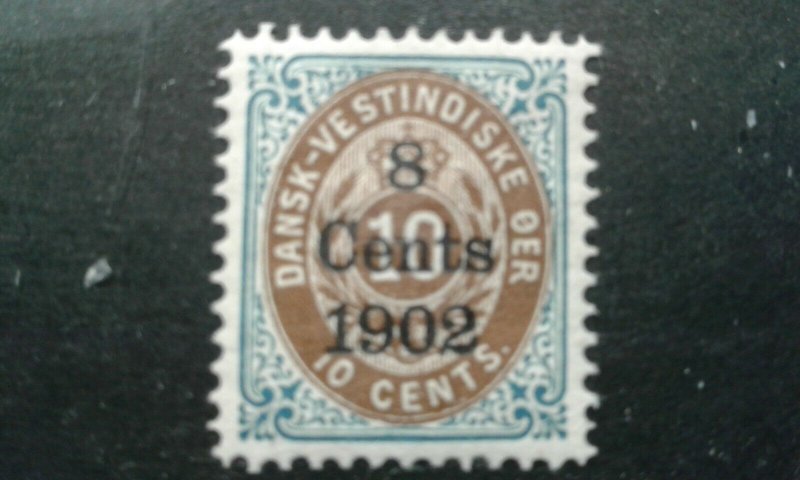 DANSK-VESTINDISKE ØER
8
10
Cents
1902
10 CENTS.